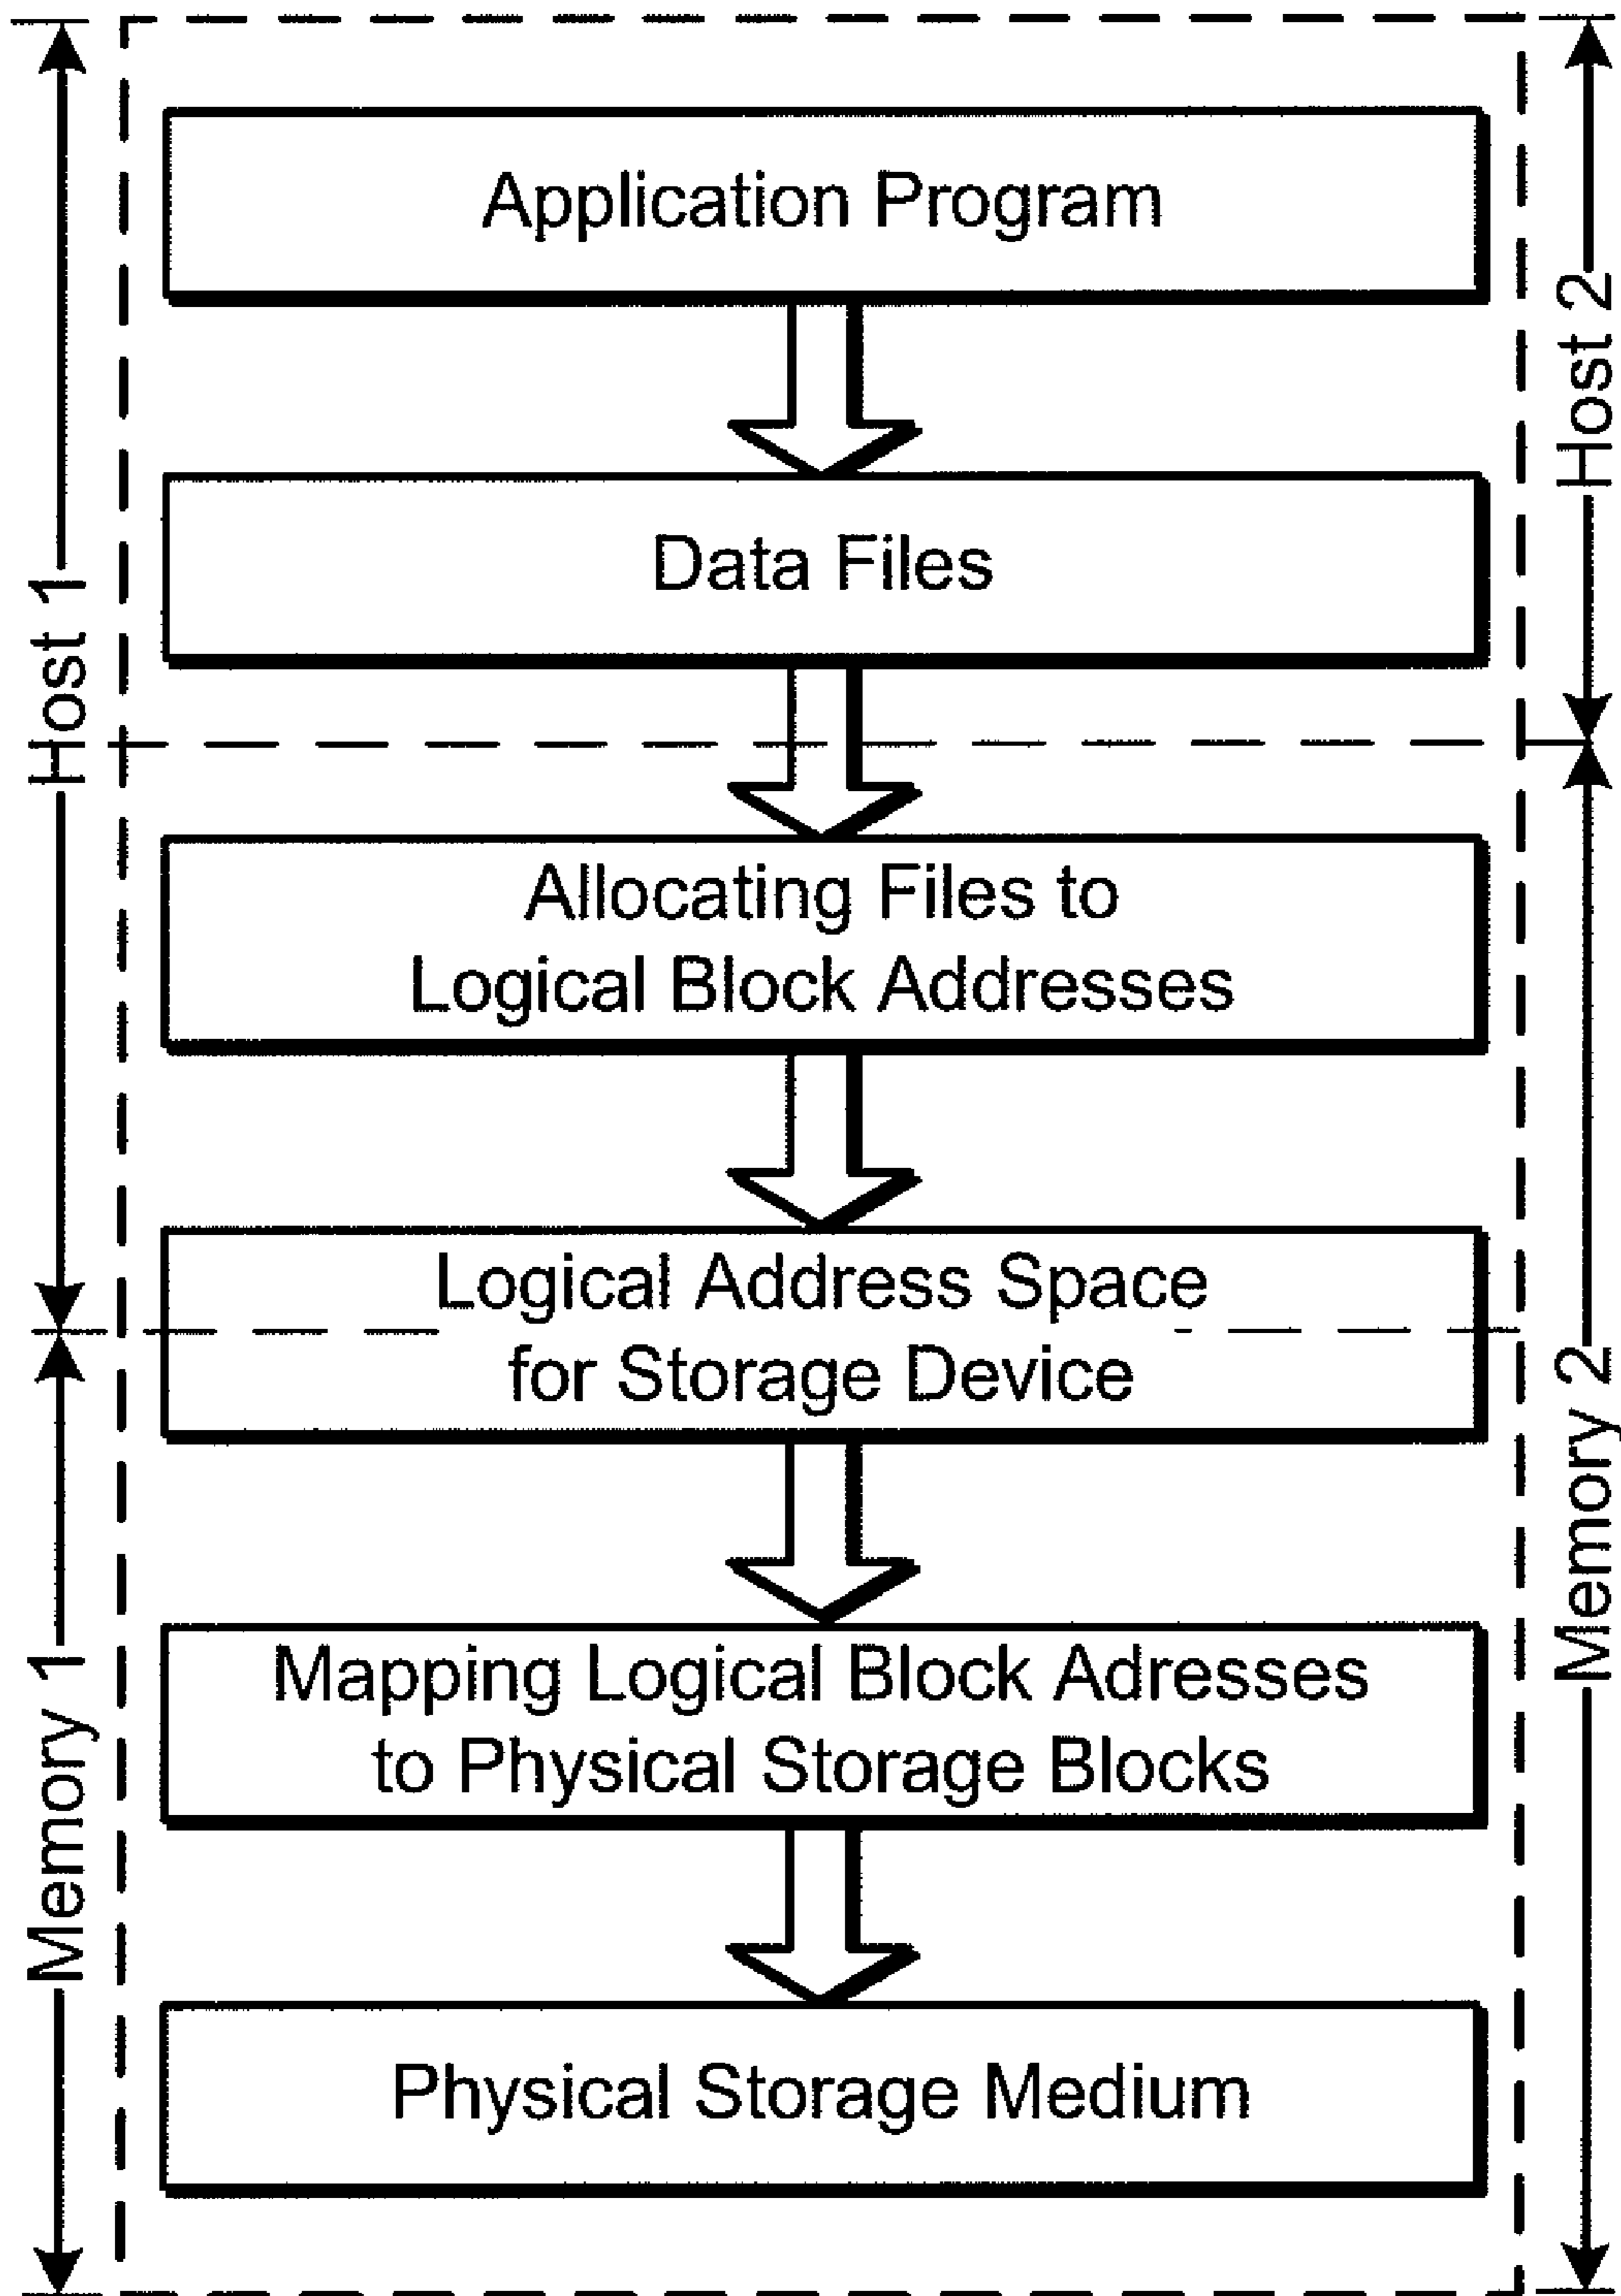 Application Program
Data Files
Allocating Files to
Logical Block Addresses
Logical Address Space
for Storage Device
Mapping Logical Block Adresses
to Physical Storage Blocks
Physical Storage Medium
Host 1
Memory 1
Host 2
Memory 2